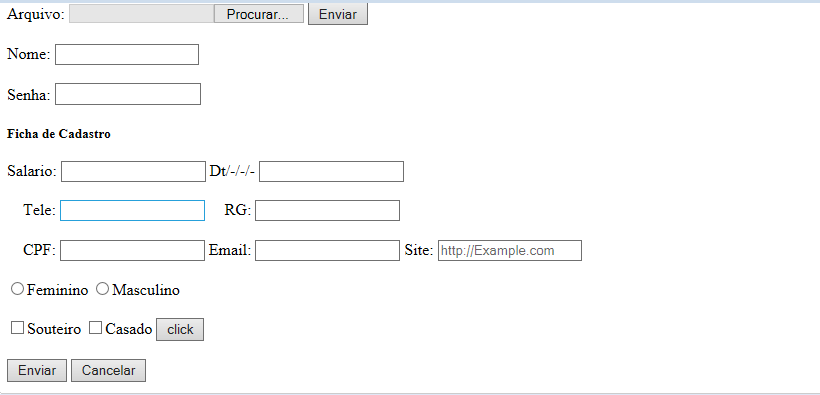 Arquivo: Procurar... Enviar
Nome:
Senha:
Ficha de Cadastro
Salario: Dt/-/-/-
Tele: RG:
CPF: Email: Site: http://Example.com
Feminino Masculino
Souteiro Casado click
Enviar Cancelar